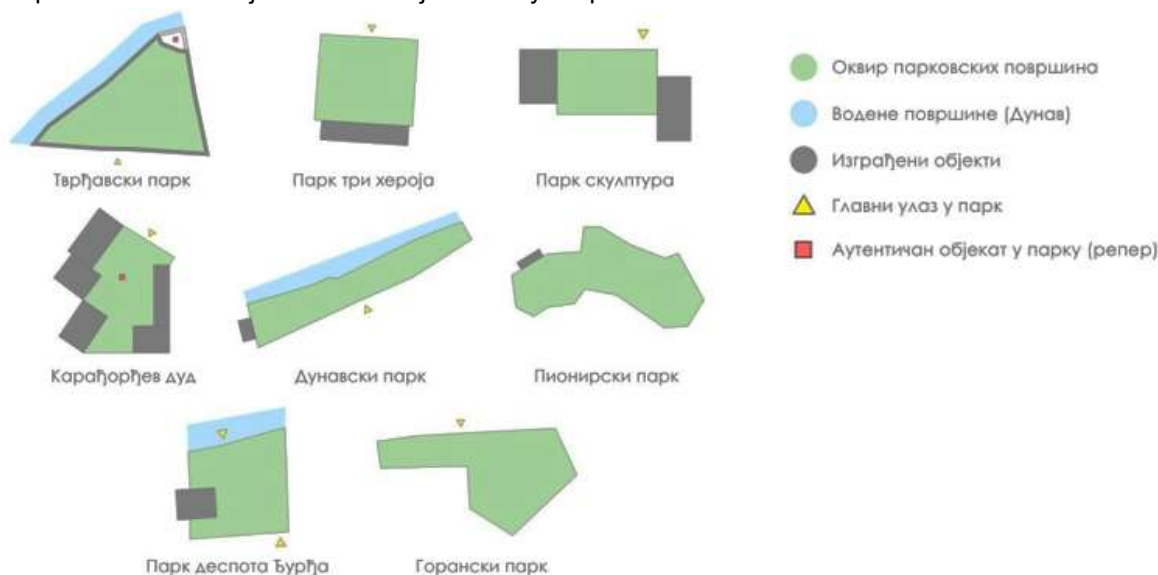 Тврђавски парк
Парк три хероја
Парк скулптура
Карађорђев дуд
Дунавски парк
Пионирски парк
Парк деспота Ђурђа
Горански парк
Оквир парковских површина
Водене површине (Дунав)
Изграђени објекти
Главни улаз у парк
Аутентичан објекат у парку (репер)